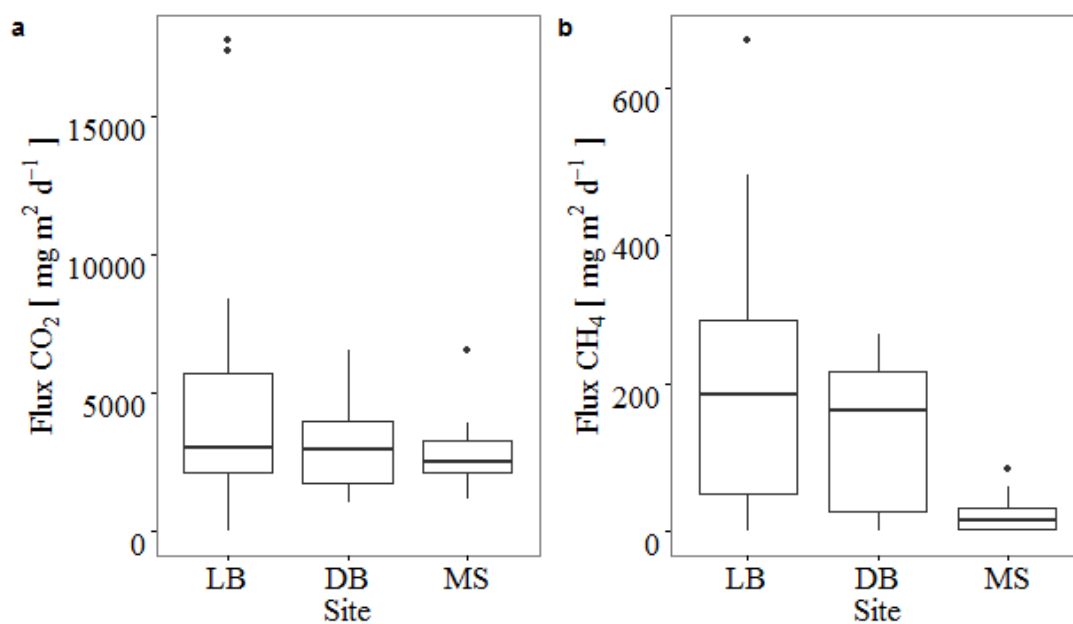 a
Flux CO₂ [ mg m² d⁻¹ ]
15000
10000
5000
0
LB DB MS
Site
b
Flux CH₄ [ mg m² d⁻¹ ]
600
400
200
0
LB DB MS
Site